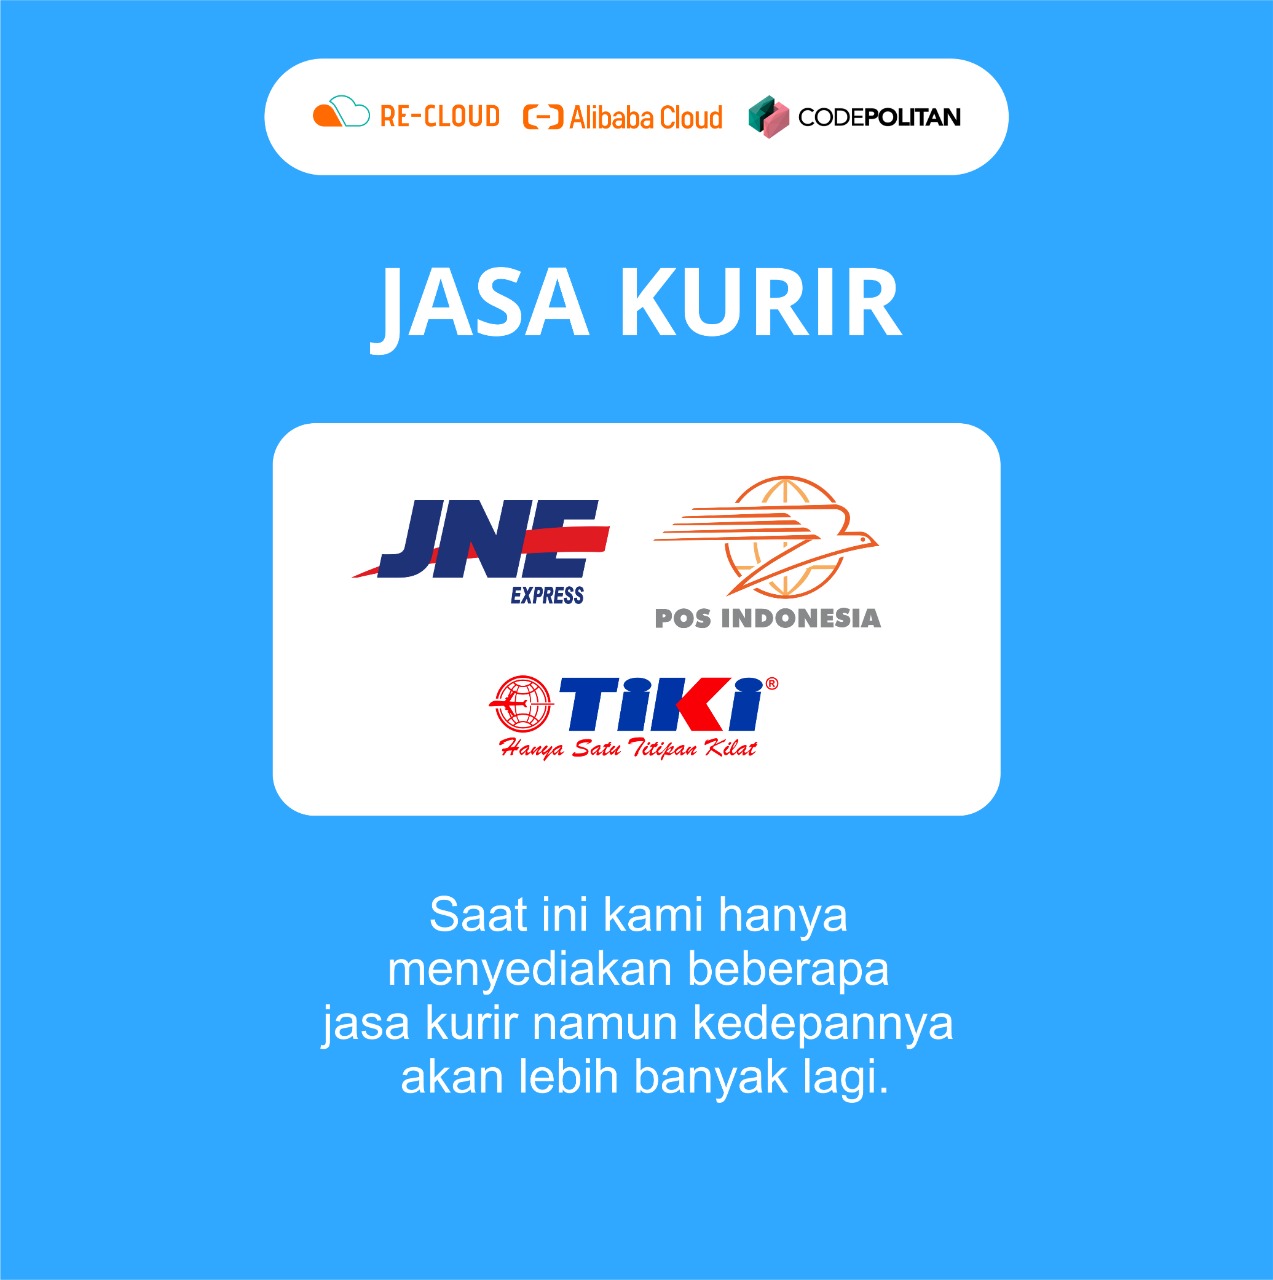 RE-CLOUD Alibaba Cloud CODEPOLITAN
JASA KURIR
JNE
EXPRESS
POS INDONESIA
TiKi®
Hanya Satu Titipan Kilat
Saat ini kami hanya
menyediakan beberapa
jasa kurir namun kedepannya
akan lebih banyak lagi.